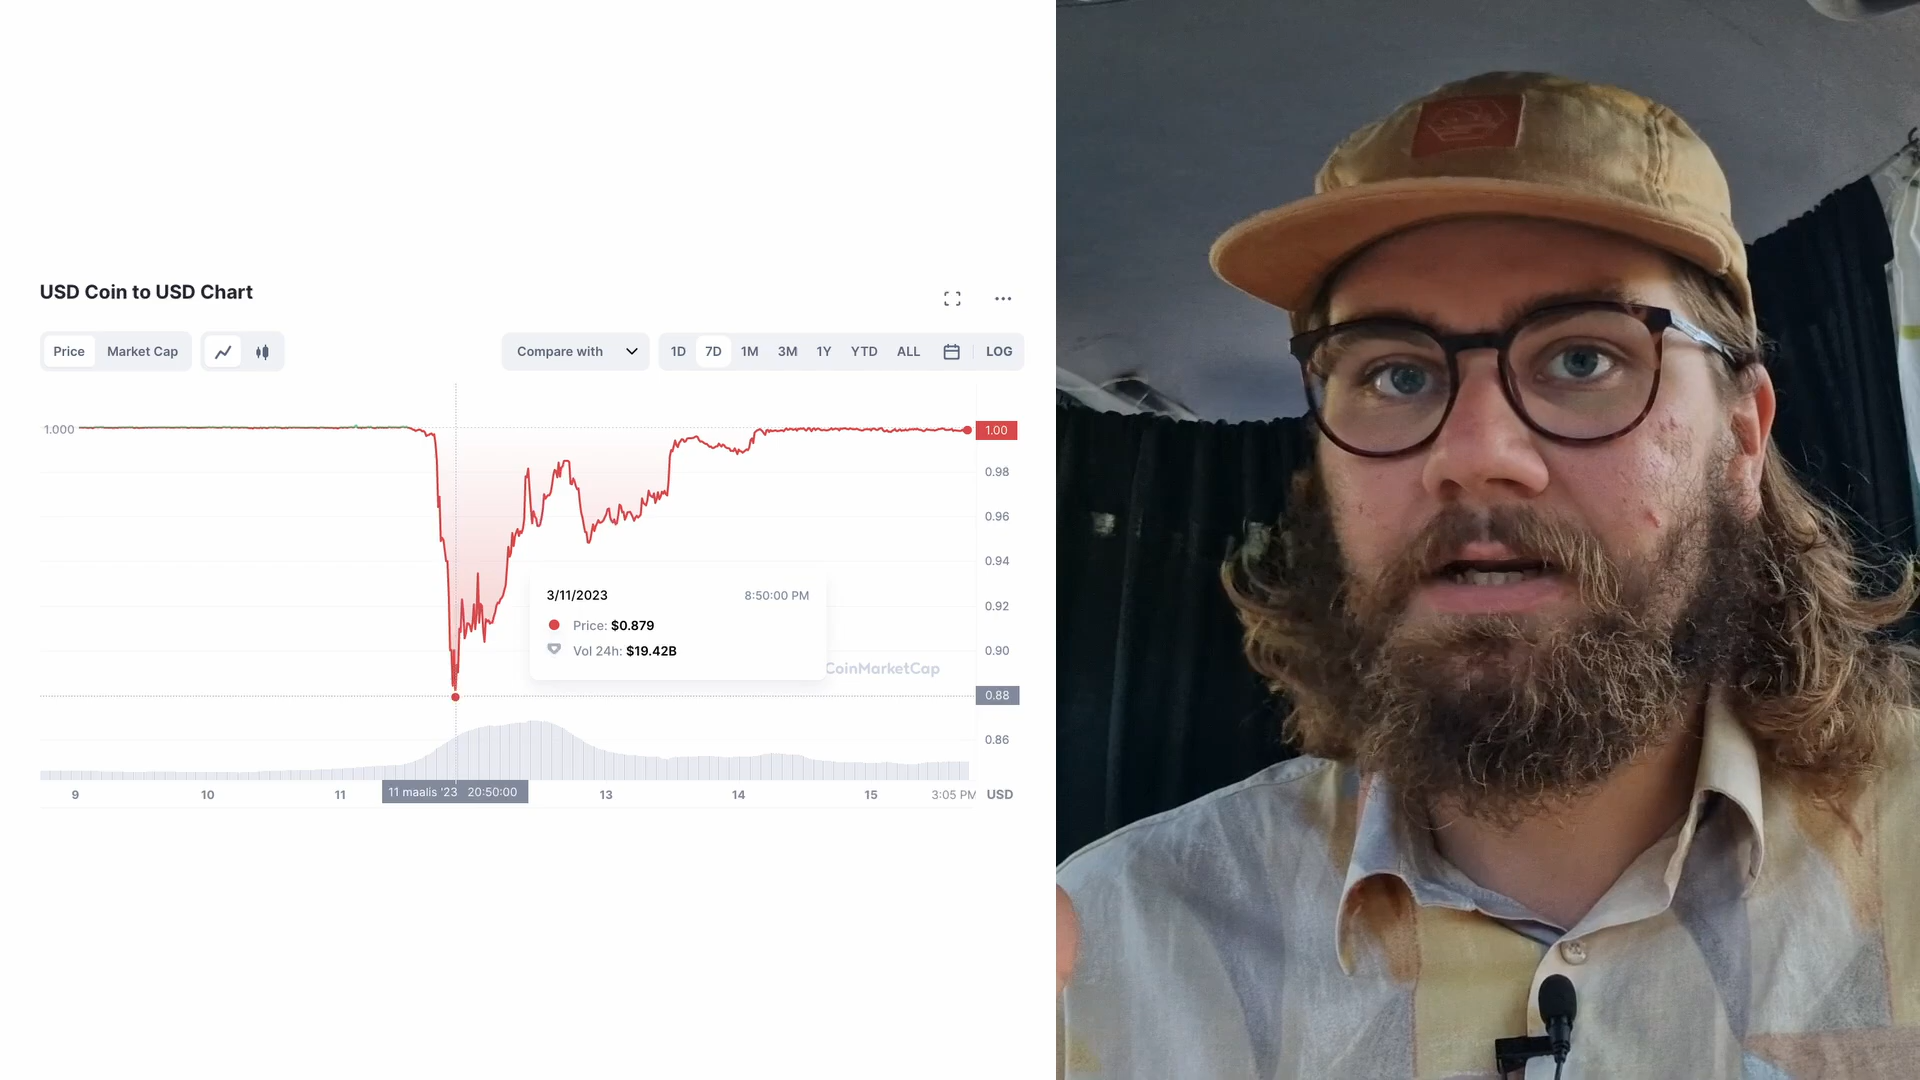 USD Coin to USD Chart
Price Market Cap Compare with 1D 7D 1M 3M 1Y YTD ALL LOG
1.000
1.00
0.98
0.96
0.94
0.92
0.90
0.88
0.86
3/11/2023 8:50:00 PM
Price: $0.879
Vol 24h: $19.42B
CoinMarketCap
9 10 11 11 maalis '23 20:50:00 13 14 15 3:05 PM USD